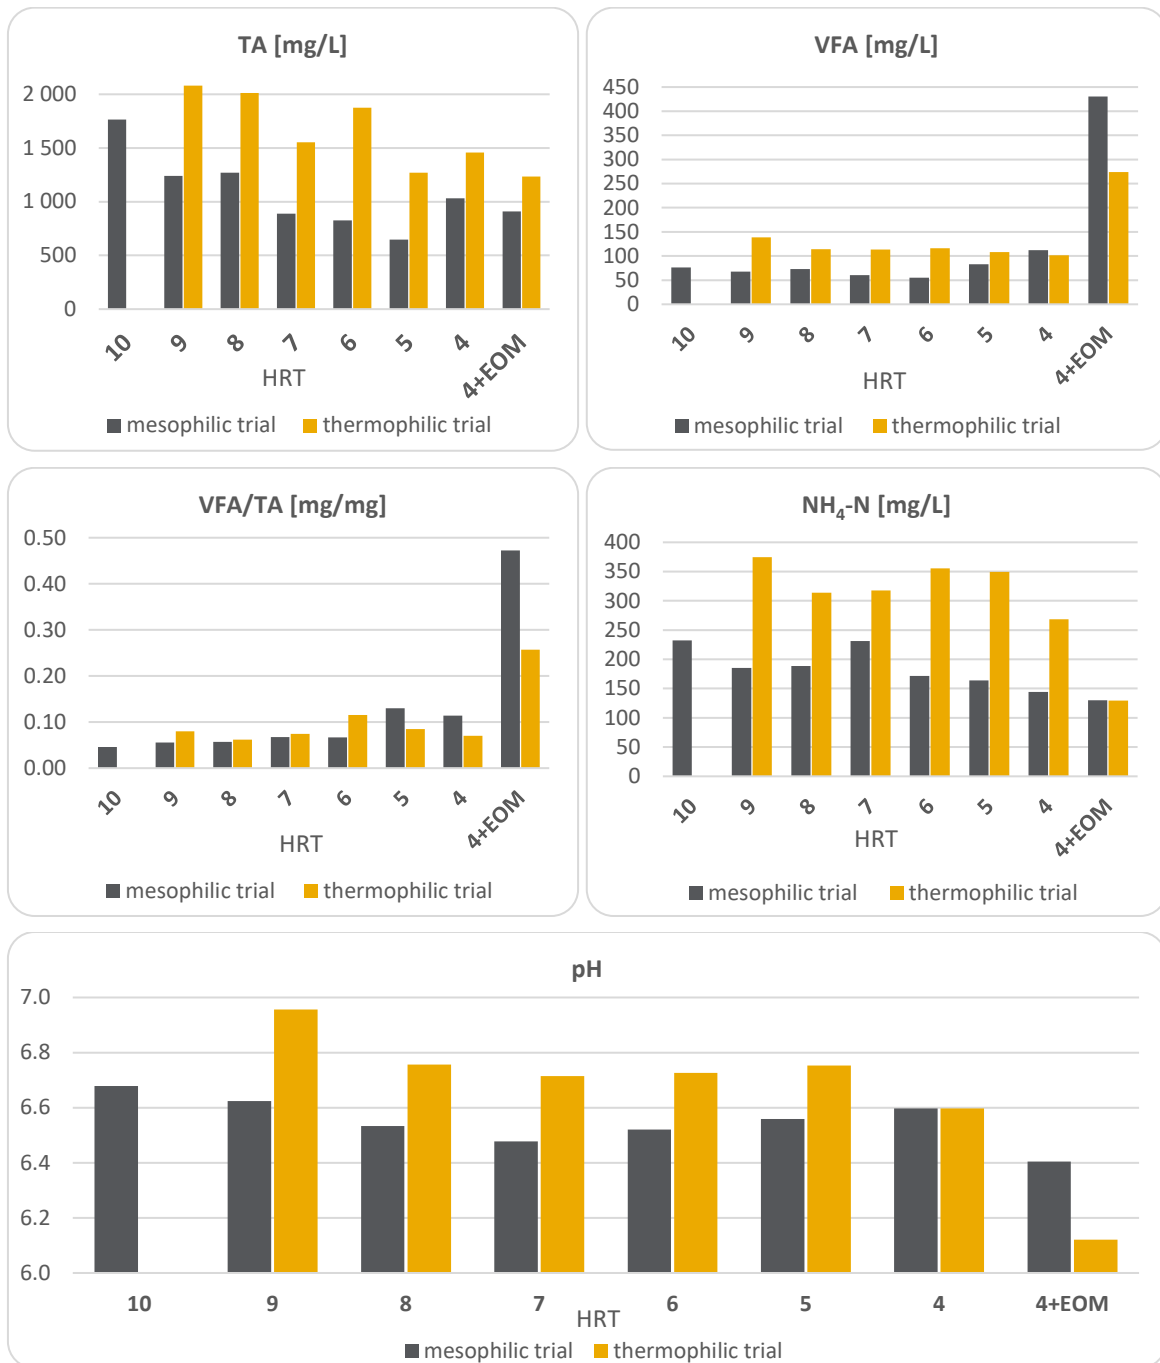 TA [mg/L]
2 000
1 500
1 000
500
0
10 9 8 7 6 5 4 4+EOM
HRT
mesophilic trial thermophilic trial
VFA [mg/L]
450
400
350
300
250
200
150
100
50
0
10 9 8 7 6 5 4 4+EOM
HRT
mesophilic trial thermophilic trial
VFA/TA [mg/mg]
0.50
0.40
0.30
0.20
0.10
0.00
10 9 8 7 6 5 4 4+EOM
HRT
mesophilic trial thermophilic trial
NH₄-N [mg/L]
400
350
300
250
200
150
100
50
0
10 9 8 7 6 5 4 4+EOM
HRT
mesophilic trial thermophilic trial
pH
7.0
6.8
6.6
6.4
6.2
6.0
10 9 8 7 6 5 4 4+EOM
HRT
mesophilic trial thermophilic trial